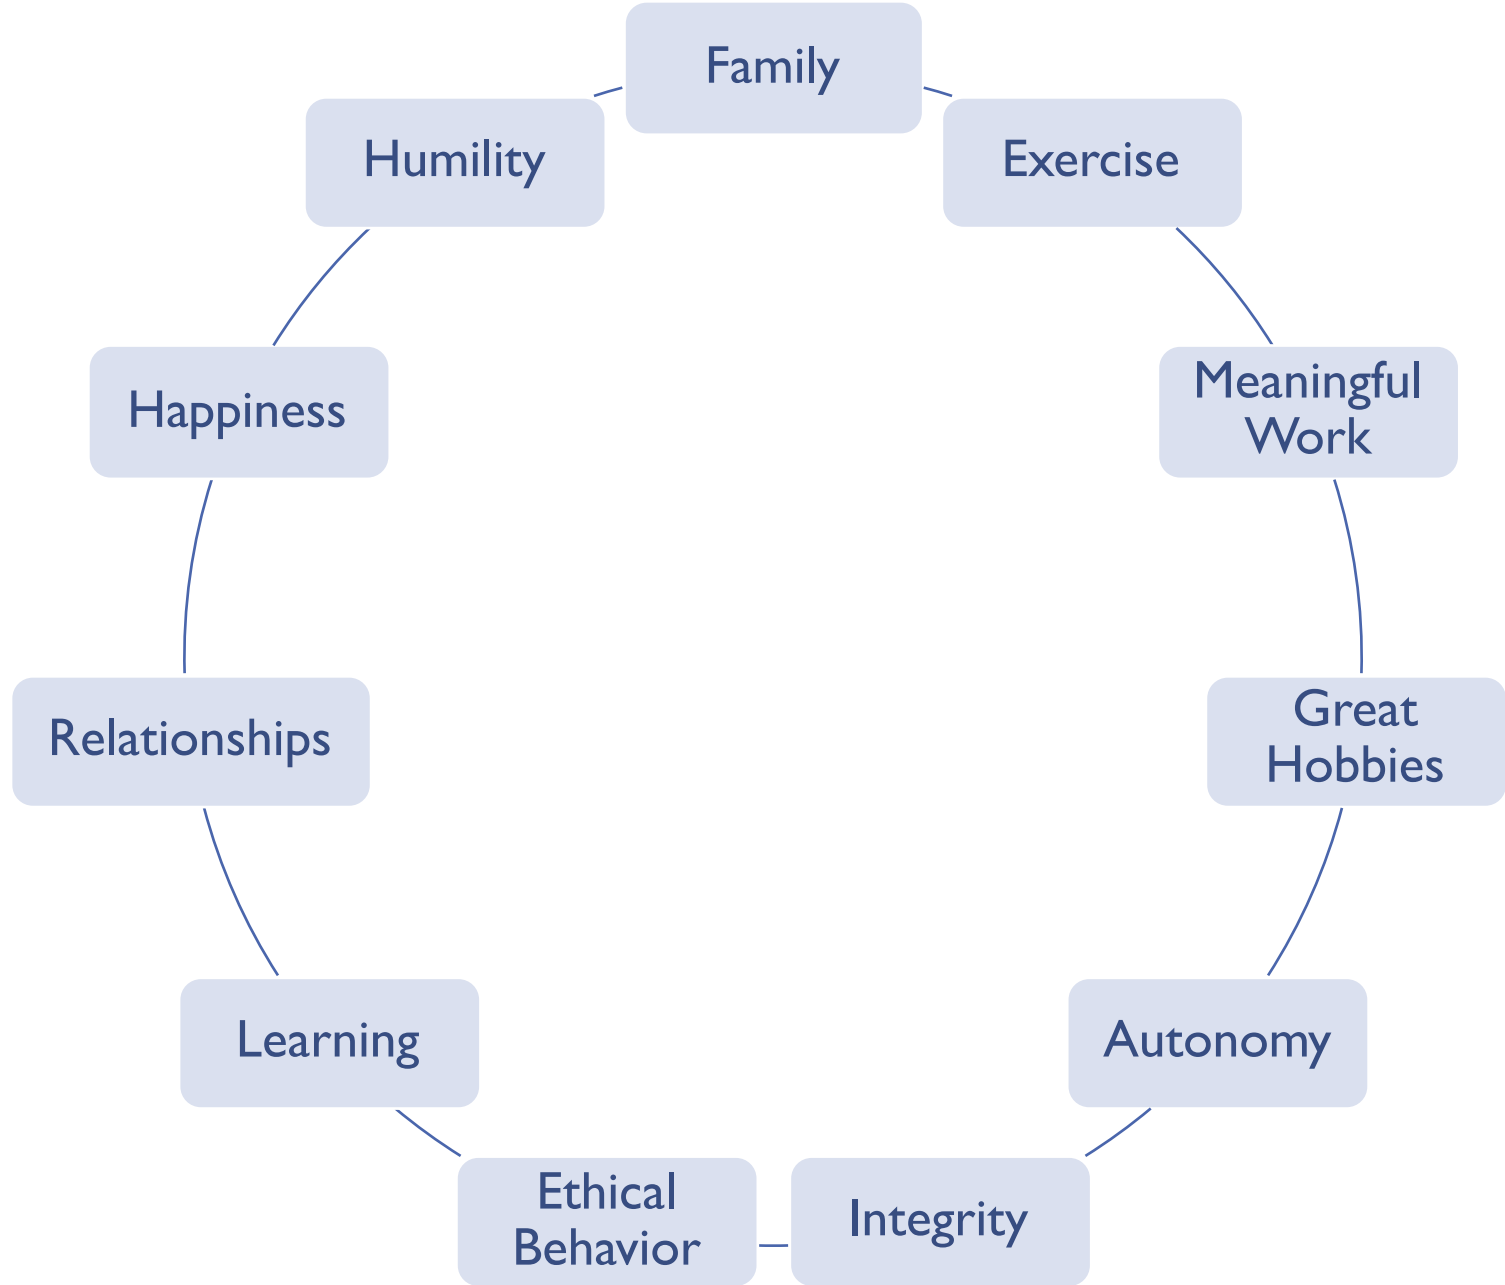 Family
Exercise
Meaningful
Work
Great
Hobbies
Autonomy
Integrity
Ethical
Behavior
Learning
Relationships
Happiness
Humility